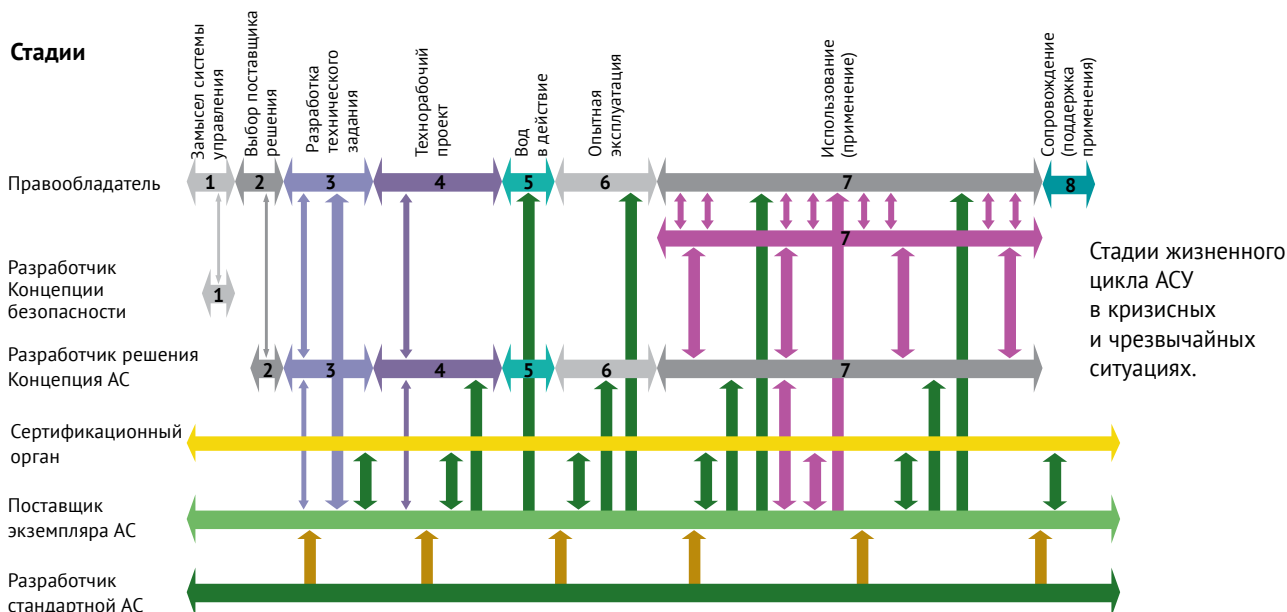 Стадии
Замысел системы
управления
Выбор поставщика
решения
Разработка
технического
задания
Технорабочий
проект
Вод
в действие
Опытная
эксплуатация
Использование
(применение)
Сопровождение
(поддержка
применения)
Правообладатель
1
2
3
4
5
6
7
8
7
Разработчик
Концепции
безопасности
1
Стадии жизненного
цикла АСУ
в кризисных
и чрезвычайных
ситуациях.
Разработчик решения
Концепция АС
2
3
4
5
6
7
Сертификационный
орган
Поставщик
экземпляра АС
Разработчик
стандартной АС